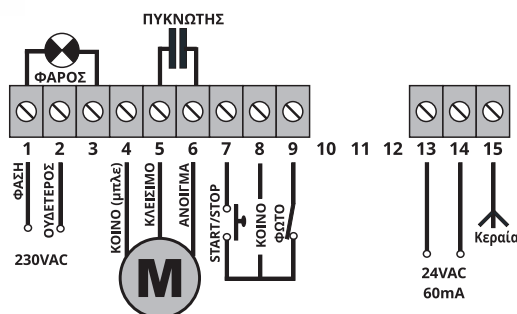 ΠΥΚΝΩΤΗΣ
ΦΑΡΟΣ
1 2 3 4 5 6 7 8 9 10 11 12 13 14 15
ΦΑΣΗ
ΟΥΔΕΤΕΡΟΣ
ΚΟΙΝΟ (μπλε)
ΚΛΕΙΣΙΜΟ
ΑΝΟΙΓΜΑ
START/STOP
ΚΟΙΝΟ
ΦΩΤΟ
Κεραία
230VAC
M
24VAC
60mA